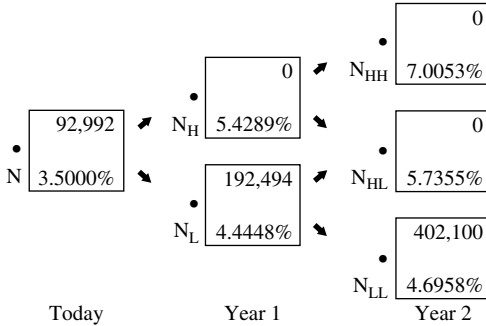 0
N_HH
7.0053%
0
N_H
5.4289%
92,992
N
3.5000%
0
N_HL
5.7355%
192,494
N_L
4.4448%
402,100
N_LL
4.6958%
Today
Year 1
Year 2